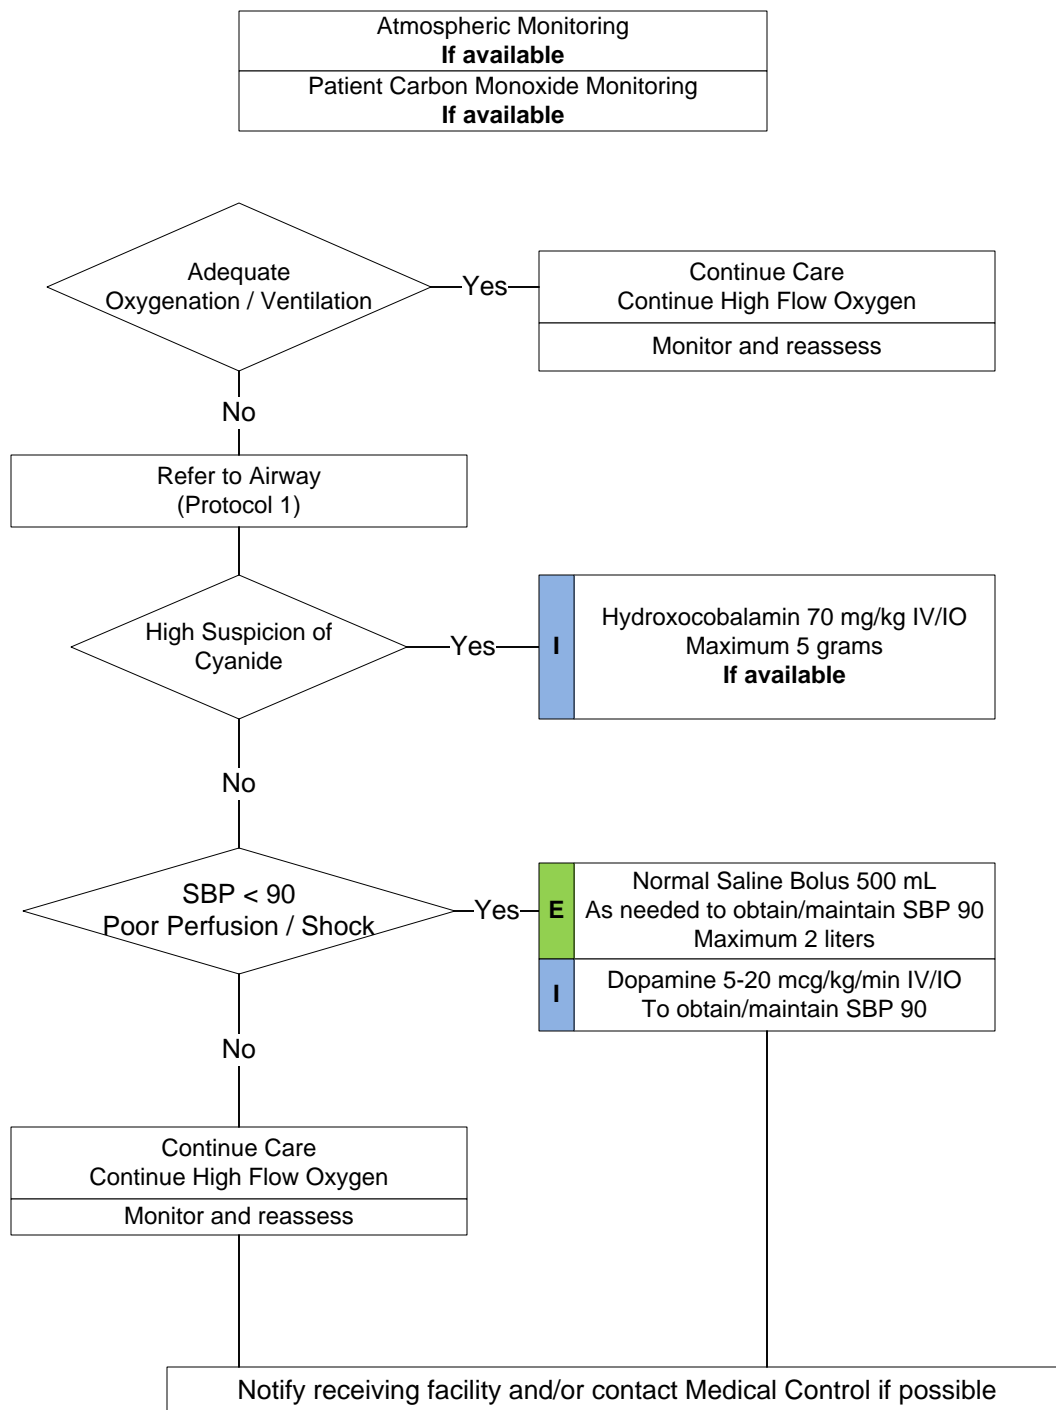 Atmospheric Monitoring
If available
Patient Carbon Monoxide Monitoring
If available
Adequate
Oxygenation / Ventilation
Yes
Continue Care
Continue High Flow Oxygen
Monitor and reassess
No
Refer to Airway
(Protocol 1)
High Suspicion of
Cyanide
Yes
I
Hydroxocobalamin 70 mg/kg IV/IO
Maximum 5 grams
If available
No
SBP < 90
Poor Perfusion / Shock
Yes
E
Normal Saline Bolus 500 mL
As needed to obtain/maintain SBP 90
Maximum 2 liters
I
Dopamine 5-20 mcg/kg/min IV/IO
To obtain/maintain SBP 90
No
Continue Care
Continue High Flow Oxygen
Monitor and reassess
Notify receiving facility and/or contact Medical Control if possible